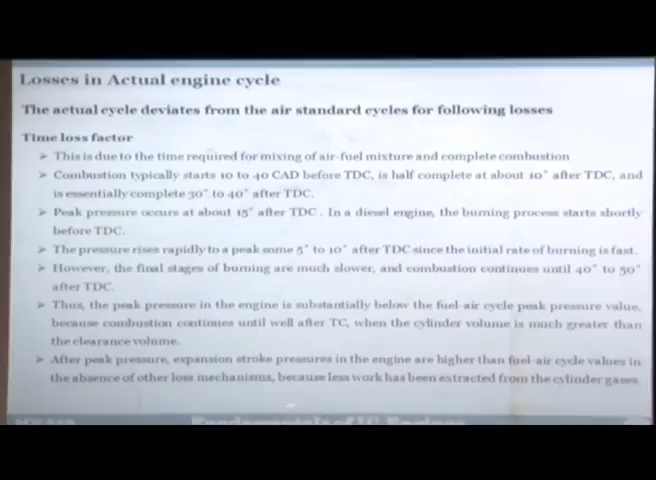 Losses in Actual engine cycle
The actual cycle deviates from the air standard cycles for following losses
Time loss factor
➢ This is due to the time required for mixing of air-fuel mixture and complete combustion
➢ Combustion typically starts 10 to 40 CAD before TDC, is half complete at about 10° after TDC, and
is essentially complete 30° to 40° after TDC.
➢ Peak pressure occurs at about 15° after TDC . In a diesel engine, the burning process starts shortly
before TDC.
➢ The pressure rises rapidly to a peak some 5° to 10° after TDC since the initial rate of burning is fast.
➢ However, the final stages of burning are much slower, and combustion continues until 40° to 50°
after TDC.
➢ Thus, the peak pressure in the engine is substantially below the fuel-air cycle peak pressure value,
because combustion continues until well after TC, when the cylinder volume is much greater than
the clearance volume.
➢ After peak pressure, expansion stroke pressures in the engine are higher than fuel-air cycle values in
the absence of other loss mechanisms, because less work has been extracted from the cylinder gases.